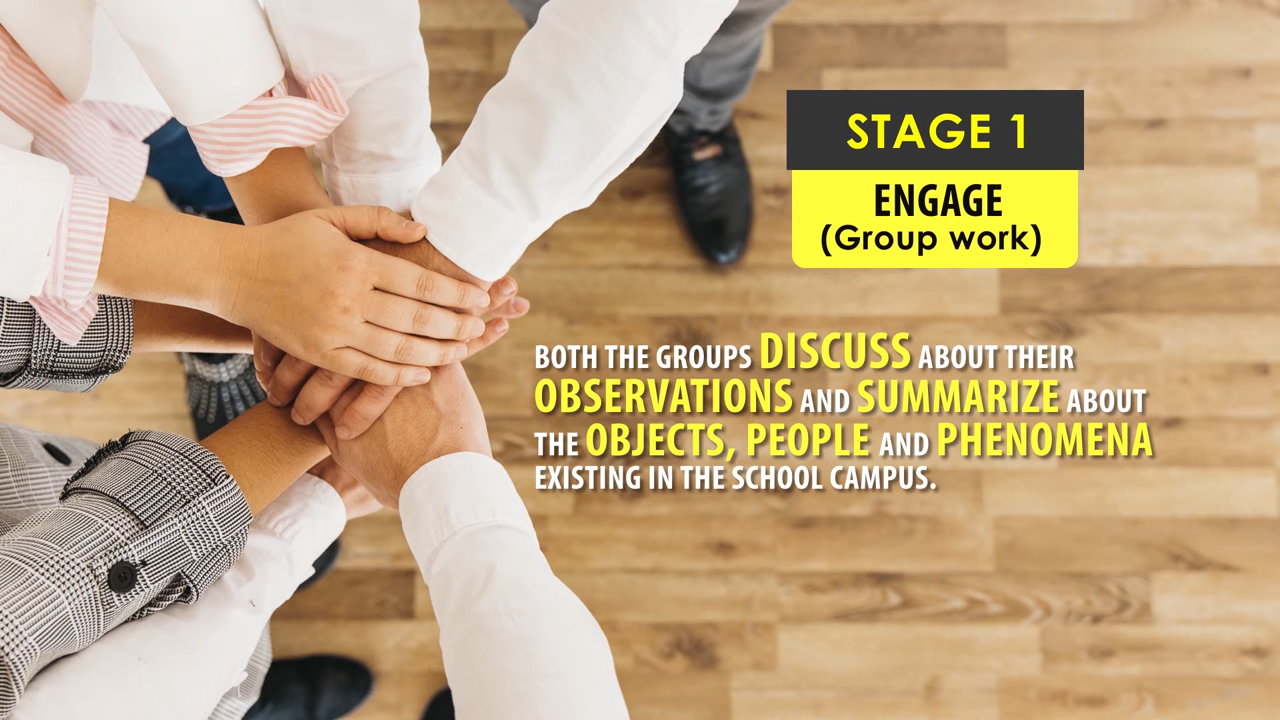 STAGE 1
ENGAGE
(Group work)
BOTH THE GROUPS DISCUSS ABOUT THEIR
OBSERVATIONS AND SUMMARIZE ABOUT
THE OBJECTS, PEOPLE AND PHENOMENA
EXISTING IN THE SCHOOL CAMPUS.